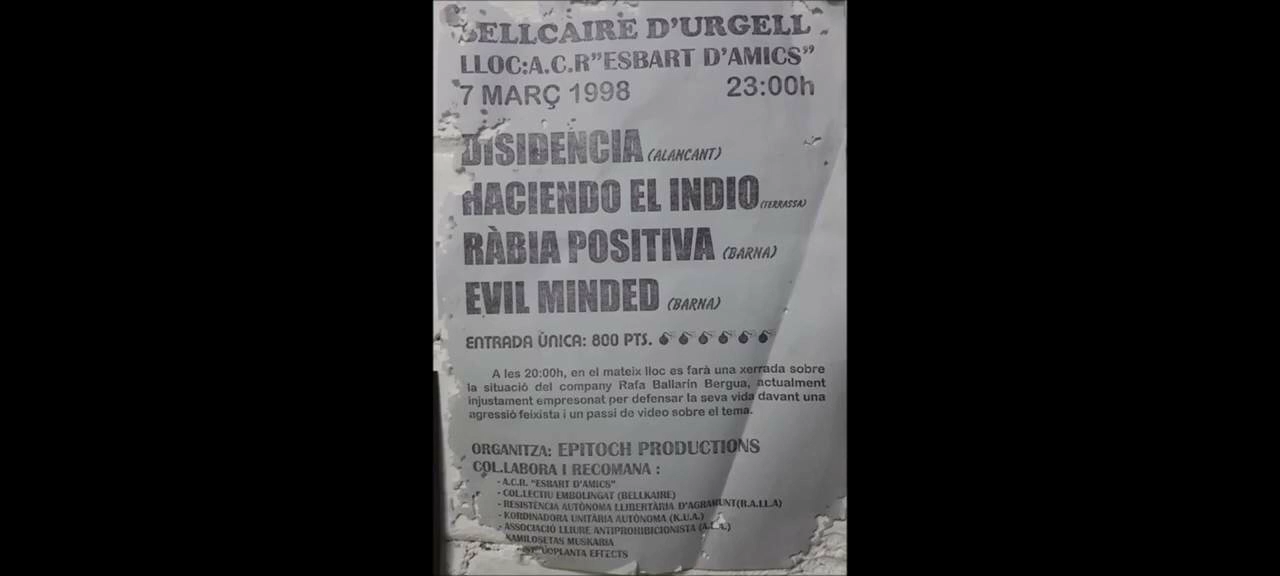 BELLCAIRE D'URGELL
LLOC:A.C.R"ESBART D'AMICS"
7 MARÇ 1998 23:00h
DISIDENCIA (ALANCANT)
HACIENDO EL INDIO (TERRASSA)
RÀBIA POSITIVA (BARNA)
EVIL MINDED (BARNA)
ENTRADA ÙNICA: 800 PTS.
A les 20:00h, en el mateix lloc es farà una xerrada sobre
la situació del company Rafa Ballarin Bergua, actualment
injustament empresonat per defensar la seva vida davant una
agressió feixista i un passi de video sobre el tema.
ORGANITZA: EPITOCH PRODUCTIONS
COL.LABORA I RECOMANA :
- A.C.R. "ESBART D'AMICS"
- COL.LECTIU EMBOLINGAT (BELLKAIRE)
- RESISTÈNCIA AUTÒNOMA LLIBERTÀRIA D'AGRAMUNT(R.A.LL.A)
- KORDINADORA UNITÀRIA AUTÒNOMA (K.U.A.)
- ASSOCIACIÓ LLIURE ANTIPROHIBICIONISTA (A.L.A.)
KAMILOSETAS MUSKARIA
EFFECTS